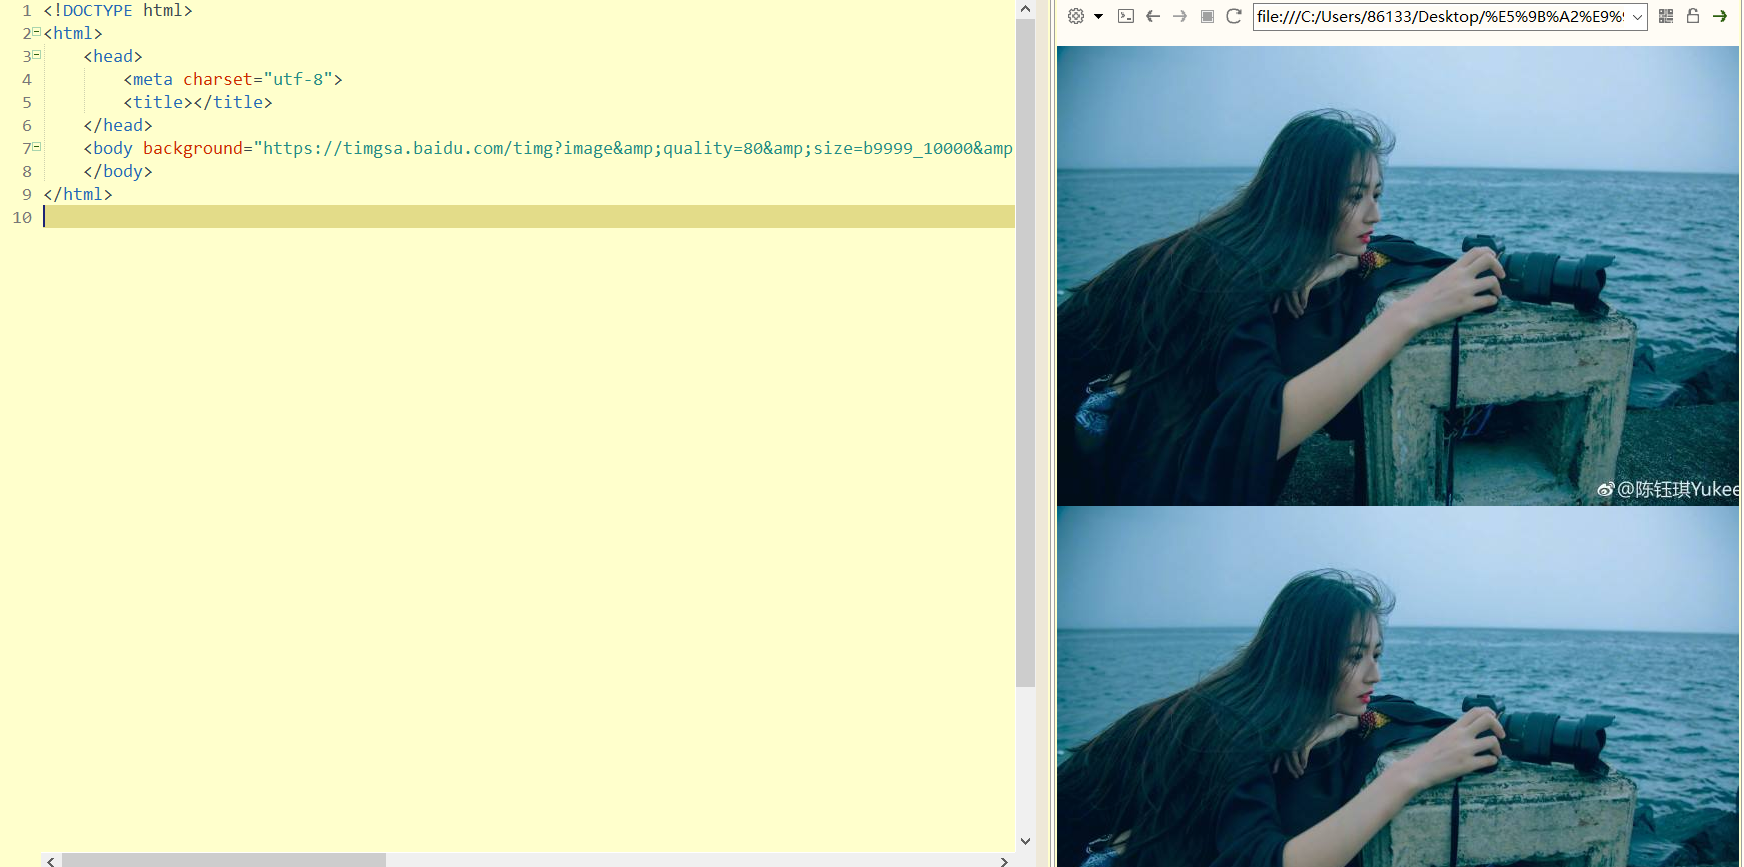 1 <!DOCTYPE html>
2 <html>
3 <head>
4 <meta charset="utf-8">
5 <title></title>
6 </head>
7 <body background="https://timgsa.baidu.com/timg?image&amp;quality=80&amp;size=b9999_10000&amp
8 </body>
9 </html>
10
file:///C:/Users/86133/Desktop/%E5%9B%A2%E9%
@陈钰琪Yukee